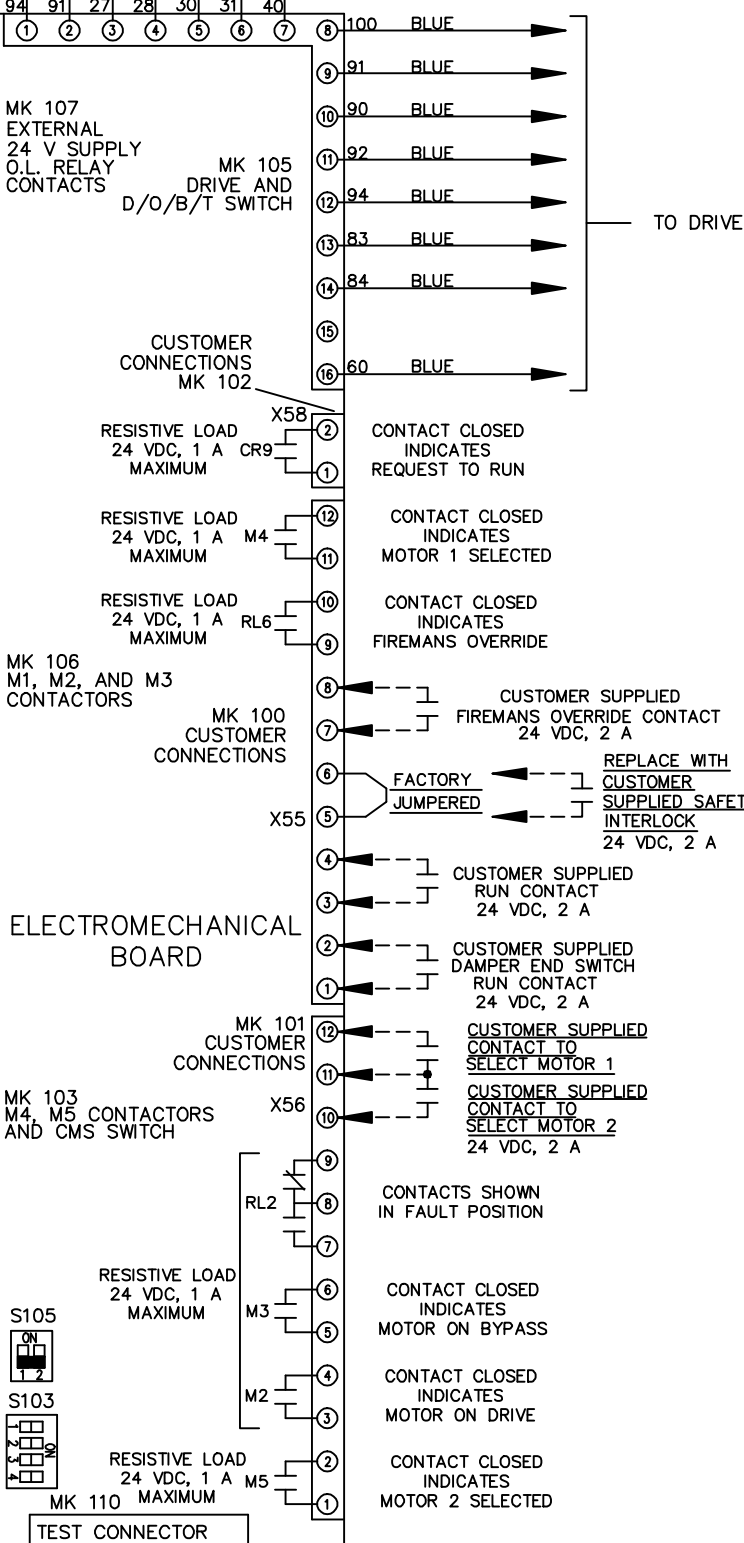 94 91 27 28 30 31 40
1 2 3 4 5 6 7 8 100 BLUE
9 91 BLUE
MK 107
EXTERNAL
24 V SUPPLY
O.L. RELAY
CONTACTS
10 90 BLUE
MK 105
DRIVE AND
D/O/B/T SWITCH
11 92 BLUE
12 94 BLUE
TO DRIVE
13 83 BLUE
14 84 BLUE
15
16 60 BLUE
CUSTOMER
CONNECTIONS
MK 102
X58
RESISTIVE LOAD
24 VDC, 1 A
MAXIMUM
CR9
2
1
CONTACT CLOSED
INDICATES
REQUEST TO RUN
RESISTIVE LOAD
24 VDC, 1 A
MAXIMUM
M4
12
11
CONTACT CLOSED
INDICATES
MOTOR 1 SELECTED
RESISTIVE LOAD
24 VDC, 1 A
MAXIMUM
RL6
10
9
CONTACT CLOSED
INDICATES
FIREMANS OVERRIDE
MK 106
M1, M2, AND M3
CONTACTORS
MK 100
CUSTOMER
CONNECTIONS
8
7
CUSTOMER SUPPLIED
FIREMANS OVERRIDE CONTACT
24 VDC, 2 A
X55
6
5
FACTORY
JUMPERED
REPLACE WITH
CUSTOMER
SUPPLIED SAFET
INTERLOCK
24 VDC, 2 A
4
3
CUSTOMER SUPPLIED
RUN CONTACT
24 VDC, 2 A
ELECTROMECHANICAL
BOARD
2
1
CUSTOMER SUPPLIED
DAMPER END SWITCH
RUN CONTACT
24 VDC, 2 A
MK 101
CUSTOMER
CONNECTIONS
X56
12
11
10
CUSTOMER SUPPLIED
CONTACT TO
SELECT MOTOR 1
CUSTOMER SUPPLIED
CONTACT TO
SELECT MOTOR 2
24 VDC, 2 A
MK 103
M4, M5 CONTACTORS
AND CMS SWITCH
RL2
9
8
7
CONTACTS SHOWN
IN FAULT POSITION
RESISTIVE LOAD
24 VDC, 1 A
MAXIMUM
M3
6
5
CONTACT CLOSED
INDICATES
MOTOR ON BYPASS
S105
ON
1 2
M2
4
3
CONTACT CLOSED
INDICATES
MOTOR ON DRIVE
S103
1
2
3
4
ON
RESISTIVE LOAD
24 VDC, 1 A
MAXIMUM
M5
2
1
CONTACT CLOSED
INDICATES
MOTOR 2 SELECTED
MK 110
TEST CONNECTOR